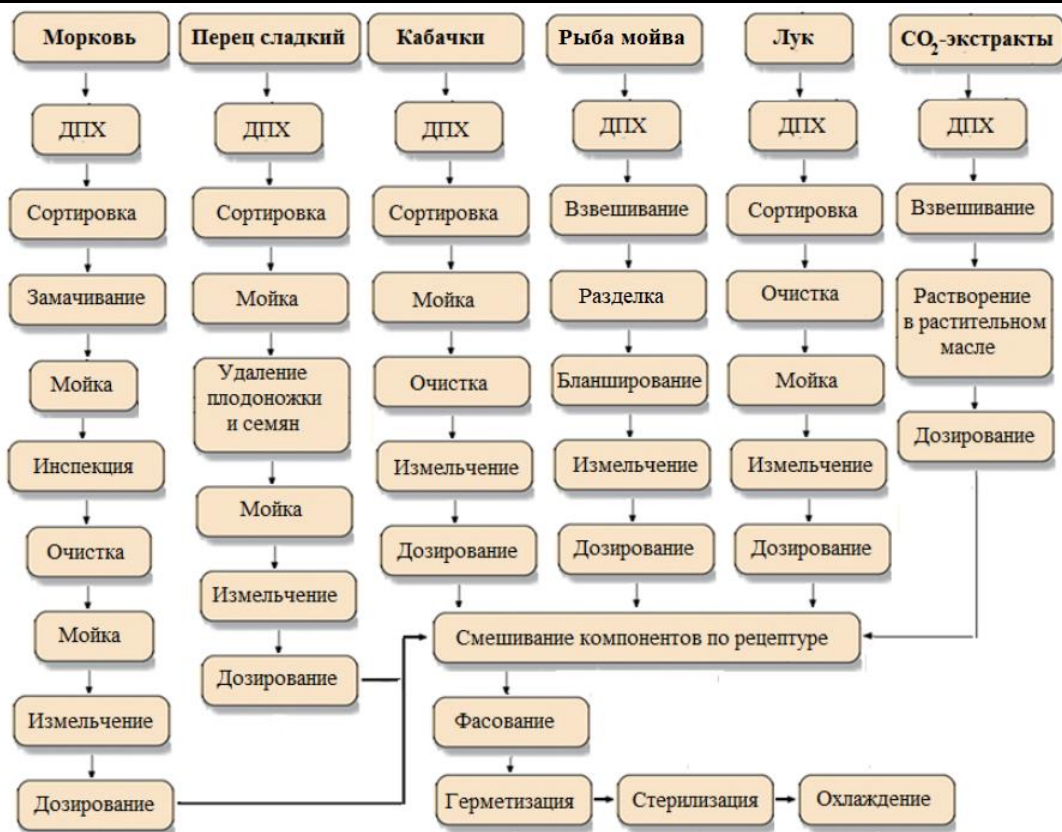 Морковь
Перец сладкий
Кабачки
Рыба мойва
Лук
CO₂-экстракты
ДПХ
ДПХ
ДПХ
ДПХ
ДПХ
ДПХ
Сортировка
Сортировка
Сортировка
Взвешивание
Сортировка
Взвешивание
Замачивание
Мойка
Мойка
Разделка
Очистка
Растворение
в растительном
масле
Мойка
Удаление
плодоножки
и семян
Очистка
Бланширование
Мойка
Дозирование
Инспекция
Измельчение
Измельчение
Измельчение
Мойка
Очистка
Дозирование
Дозирование
Дозирование
Измельчение
Мойка
Смешивание компонентов по рецептуре
Дозирование
Измельчение
Фасование
Дозирование
Герметизация
Стерилизация
Охлаждение